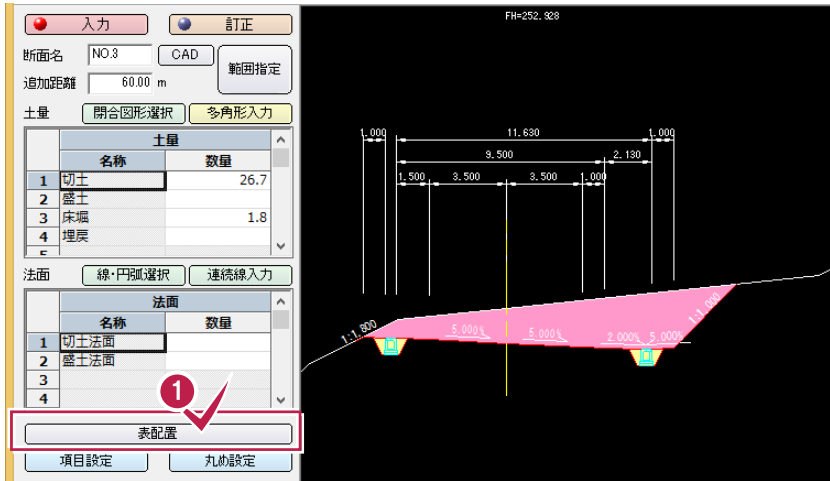 入力 訂正
断面名 NO.3 CAD 範囲指定
追加距離 60.00 m
土量 閉合図形選択 多角形入力
土量
名称 数量
1 切土 26.7
2 盛土
3 床堀 1.8
4 埋戻
5
法面 線・円弧選択 連続線入力
法面
名称 数量
1 切土法面
2 盛土法面
3
4
1
表配置
項目設定 丸め設定
FH=252.928
1.000 11.630 1.000
9.500 2.130
1.500 3.500 3.500 1.000
1:1.800 5.000% 5.000% 2.000% 5.000% 1:1.000